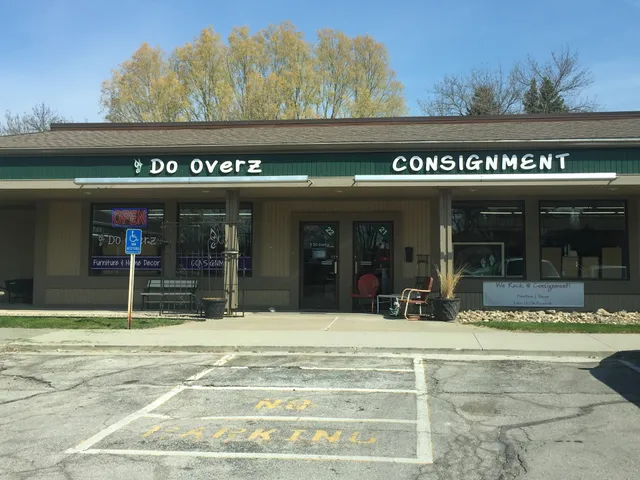 Do Overz
CONSIGNMENT
OPEN
Do Overz
Furniture & Home Decor
CONSIGNMENT
We Rock @ Consignment!
NO
PARKING